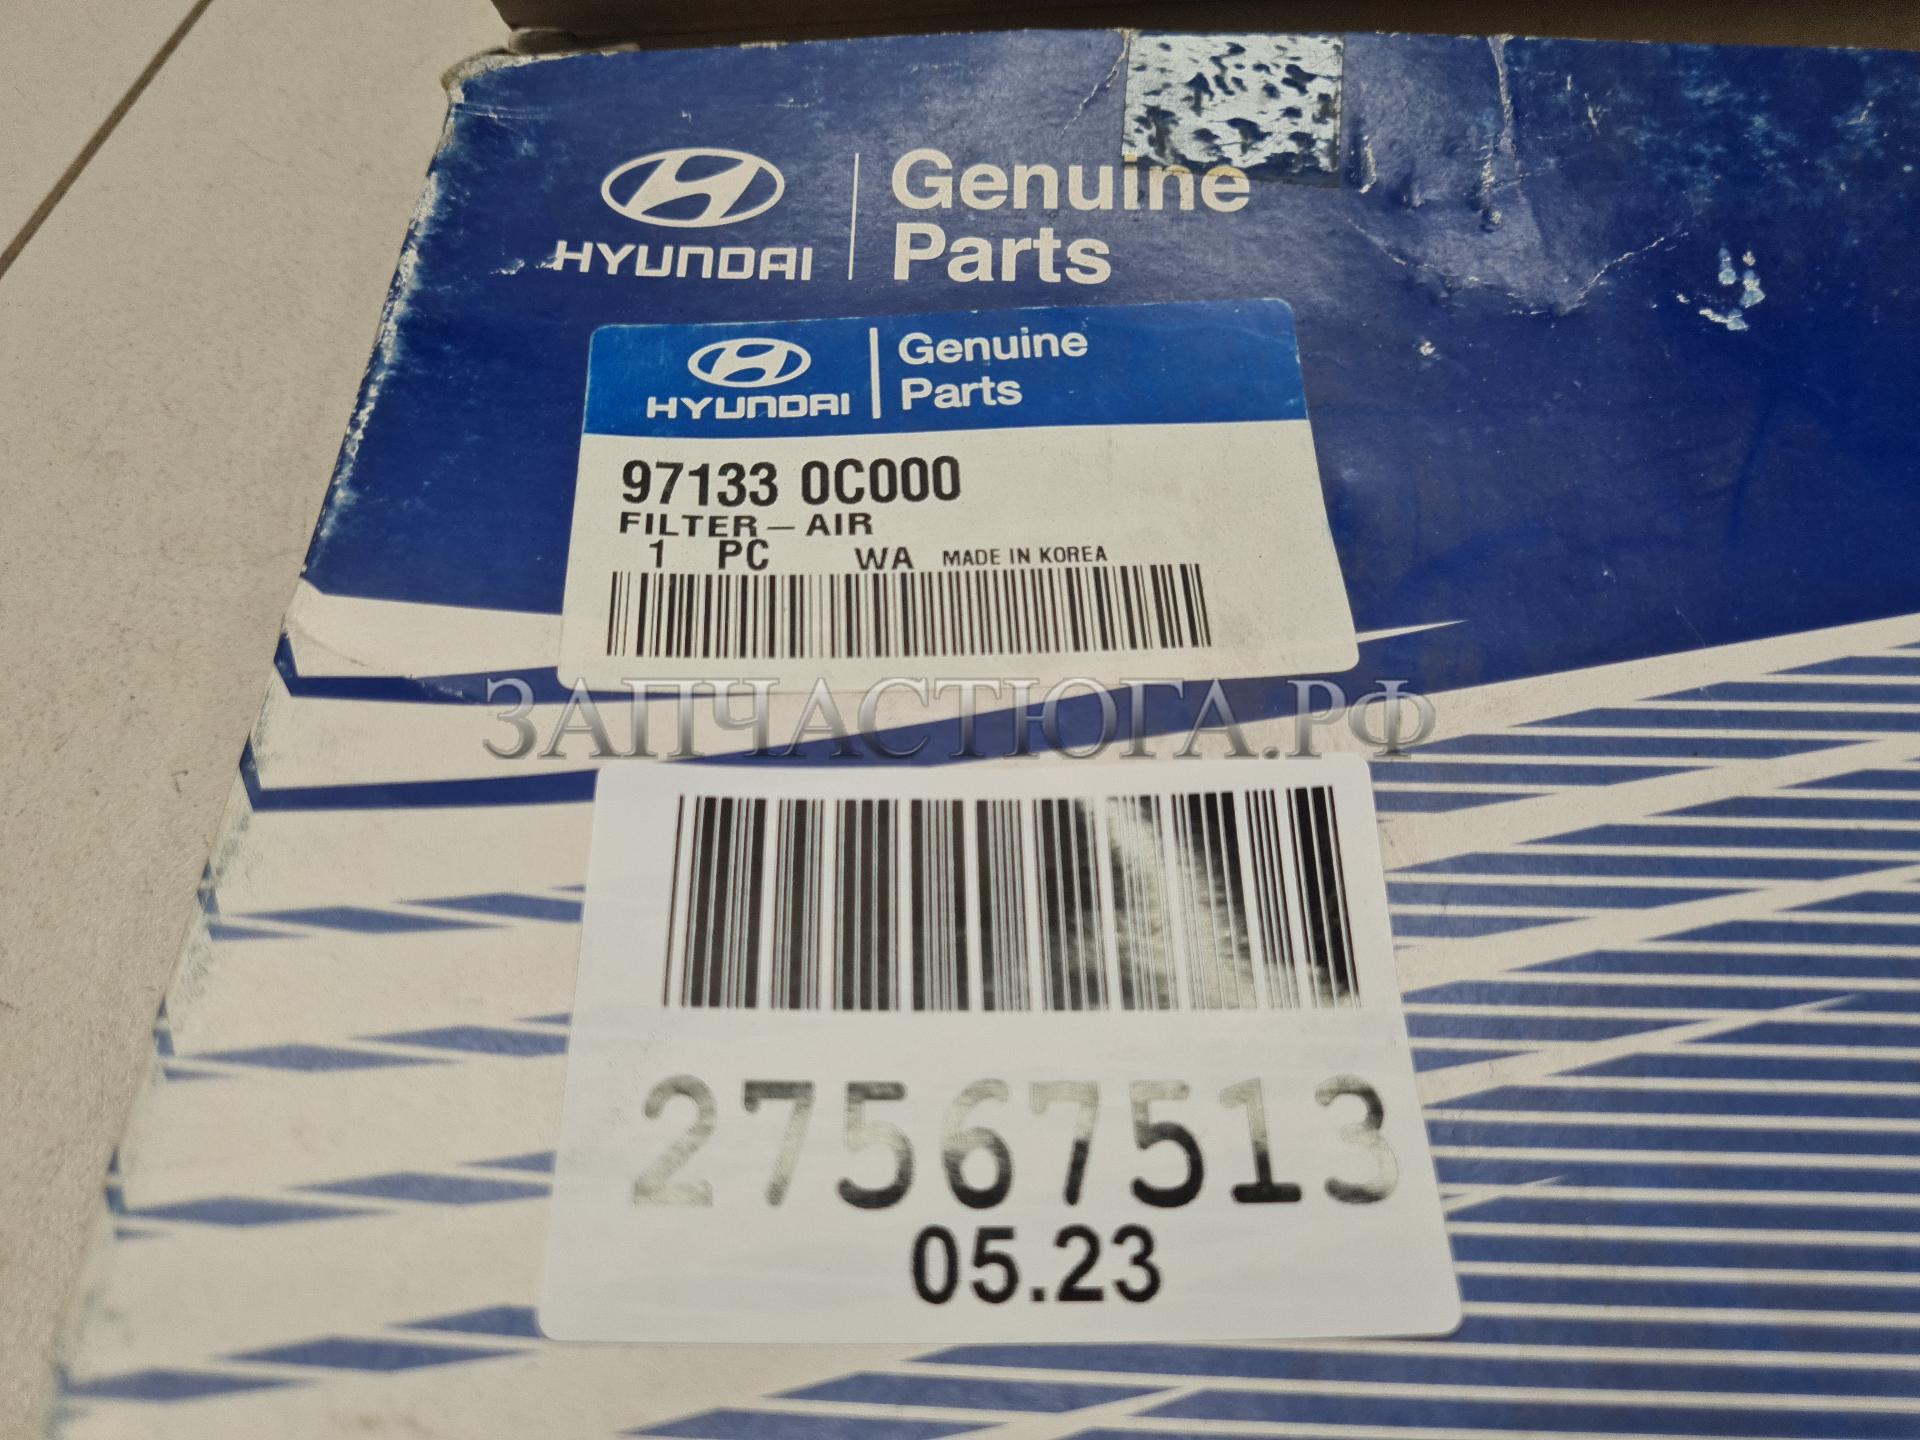 HYUNDAI
Genuine
Parts
HYUNDAI
Genuine
Parts
97133 0C000
FILTER-AIR
1 PC WA MADE IN KOREA
ЗАПЧАСТЮГА.РФ
27567513
05.23